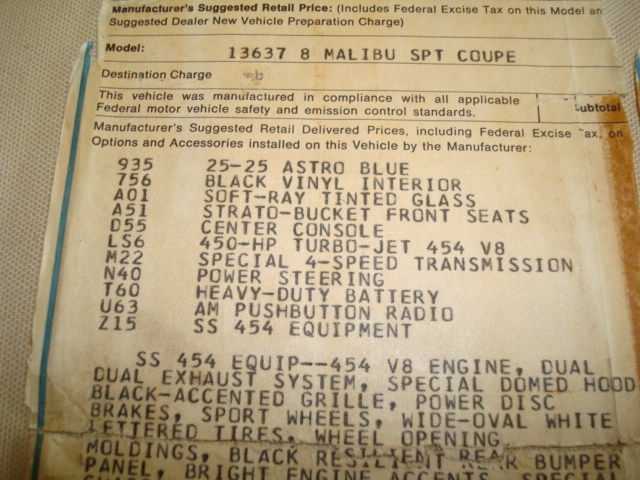 Manufacturer's Suggested Retail Price: (Includes Federal Excise Tax on this Model an
Suggested Dealer New Vehicle Preparation Charge)
Model: 13637 8 MALIBU SPT COUPE
Destination Charge
This vehicle was manufactured in compliance with all applicable
Federal motor vehicle safety and emission control standards. Subtotal
Manufacturer's Suggested Retail Delivered Prices, including Federal Excise Tax, on
Options and Accessories installed on this Vehicle by the Manufacturer:
935 25-25 ASTRO BLUE
756 BLACK VINYL INTERIOR
A01 SOFT-RAY TINTED GLASS
A51 STRATO-BUCKET FRONT SEATS
D55 CENTER CONSOLE
LS6 450-HP TURBO-JET 454 V8
M22 SPECIAL 4-SPEED TRANSMISSION
N40 POWER STEERING
T60 HEAVY-DUTY BATTERY
U63 AM PUSHBUTTON RADIO
Z15 SS 454 EQUIPMENT
SS 454 EQUIP--454 V8 ENGINE, DUAL
DUAL EXHAUST SYSTEM, SPECIAL DOMED HOOD
BLACK-ACCENTED GRILLE, POWER DISC
BRAKES, SPORT WHEELS, WIDE-OVAL WHITE
LETTERED TIRES, WHEEL OPENING
MOLDINGS, BLACK RESILIENT REAR BUMPER
PANEL, BRIGHT ENGINE ACCENTS, SPECIAL